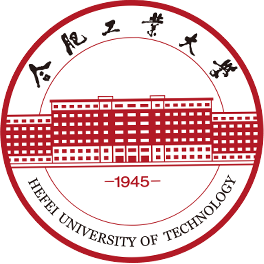 合肥工业大学
—1945—
HEFEI UNIVERSITY OF TECHNOLOGY